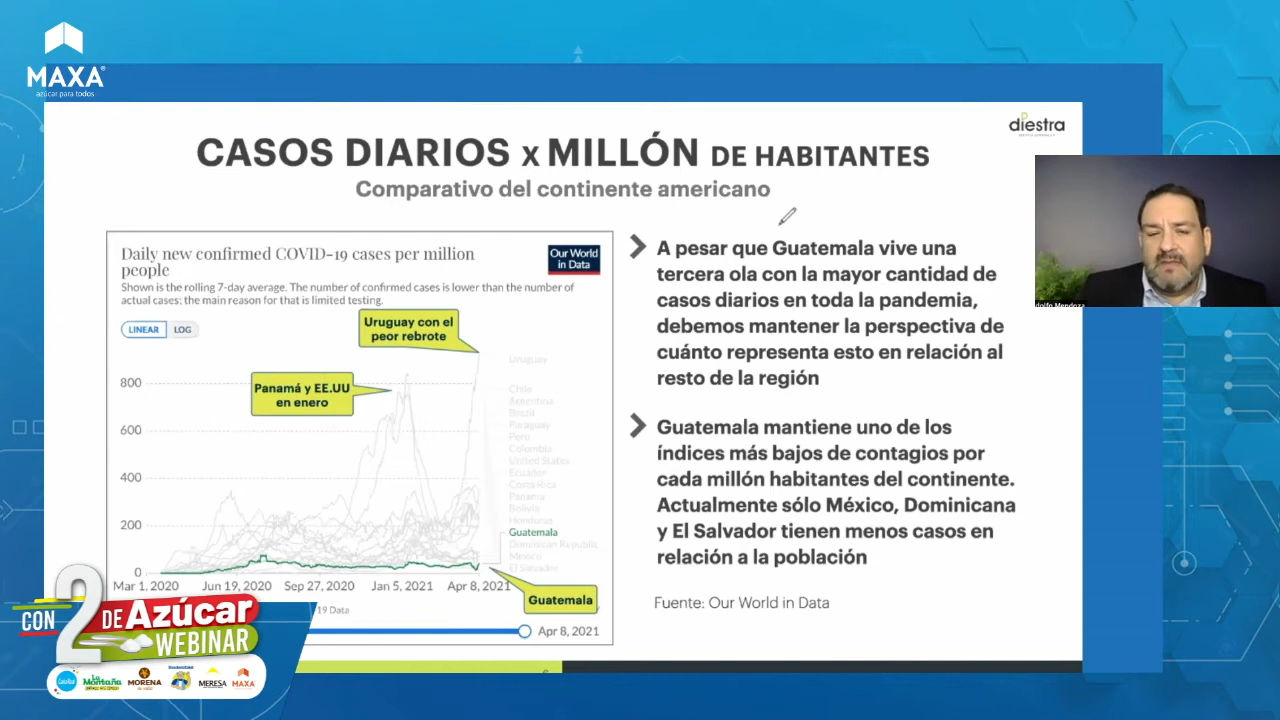 MAXA®
azúcar para todos
diestra
CASOS DIARIOS x MILLÓN DE HABITANTES
Comparativo del continente americano
Daily new confirmed COVID-19 cases per million
people
Our World
in Data
Shown is the rolling 7-day average. The number of confirmed cases is lower than the number of
actual cases; the main reason for that is limited testing.
LINEAR
LOG
Uruguay con el
peor rebrote
Panamá y EE.UU
en enero
800
600
400
200
0
Uruguay
Chile
Argentina
Brazil
Paraguay
Peru
Colombia
United States
Ecuador
Costa Rica
Panama
Bolivia
Honduras
Guatemala
Dominican Republic
Mexico
El Salvador
Mar 1, 2020
Jun 19, 2020
Sep 27, 2020
Jan 5, 2021
Apr 8, 2021
Guatemala
19 Data
Apr 8, 2021
A pesar que Guatemala vive una
tercera ola con la mayor cantidad de
casos diarios en toda la pandemia,
debemos mantener la perspectiva de
cuánto representa esto en relación al
resto de la región
Guatemala mantiene uno de los
índices más bajos de contagios por
cada millón habitantes del continente.
Actualmente sólo México, Dominicana
y El Salvador tienen menos casos en
relación a la población
Fuente: Our World in Data
dolfo Mendoza
CON 2 DE Azúcar
WEBINAR
La Montaña
MORENA
MERESA
MAXA